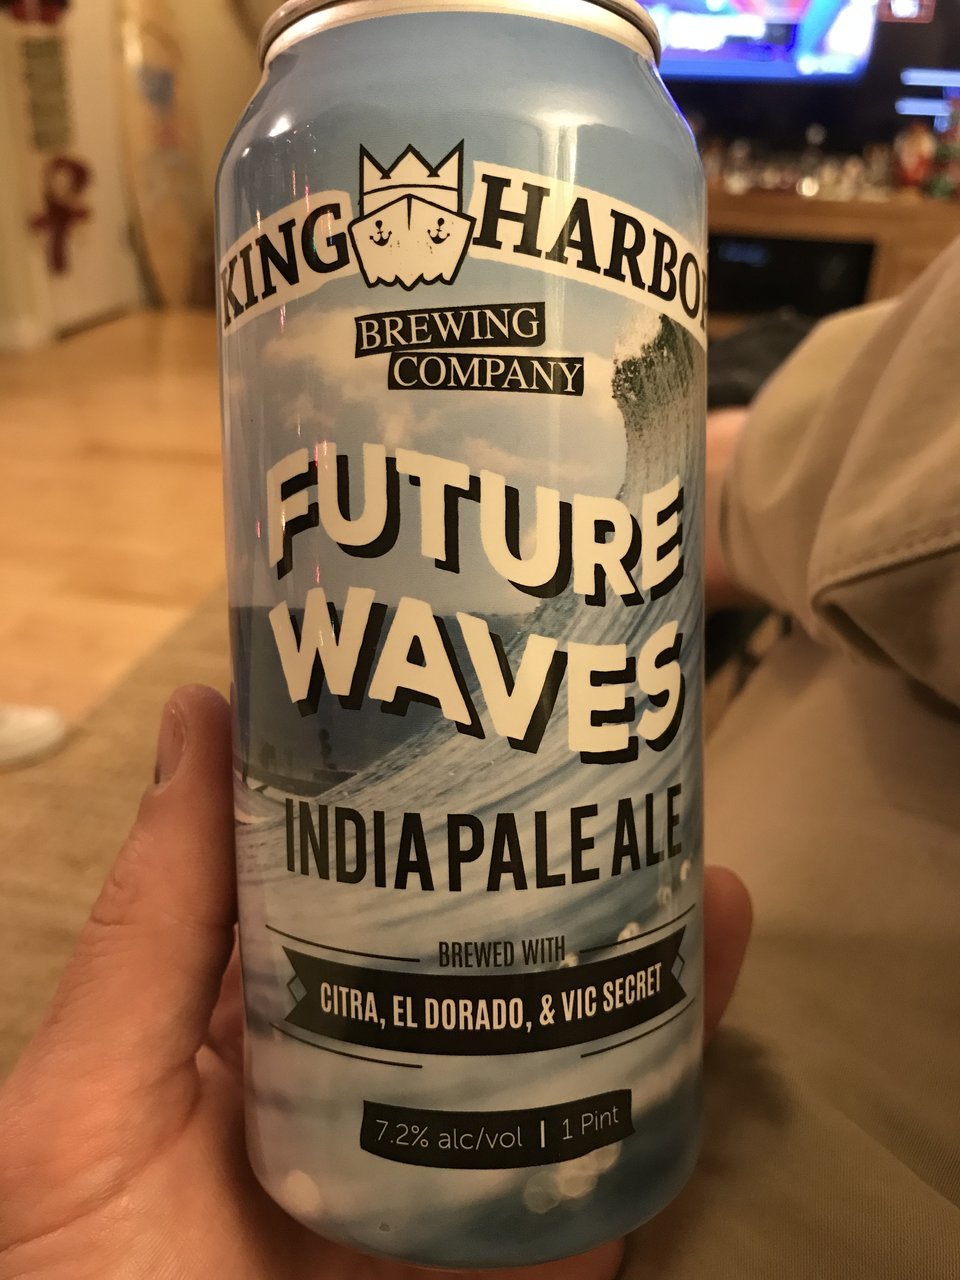 KING HARBOR
BREWING
COMPANY
FUTURE
WAVES
INDIA PALE ALE
BREWED WITH
CITRA, EL DORADO, & VIC SECRET
7.2% alc/vol | 1 Pint